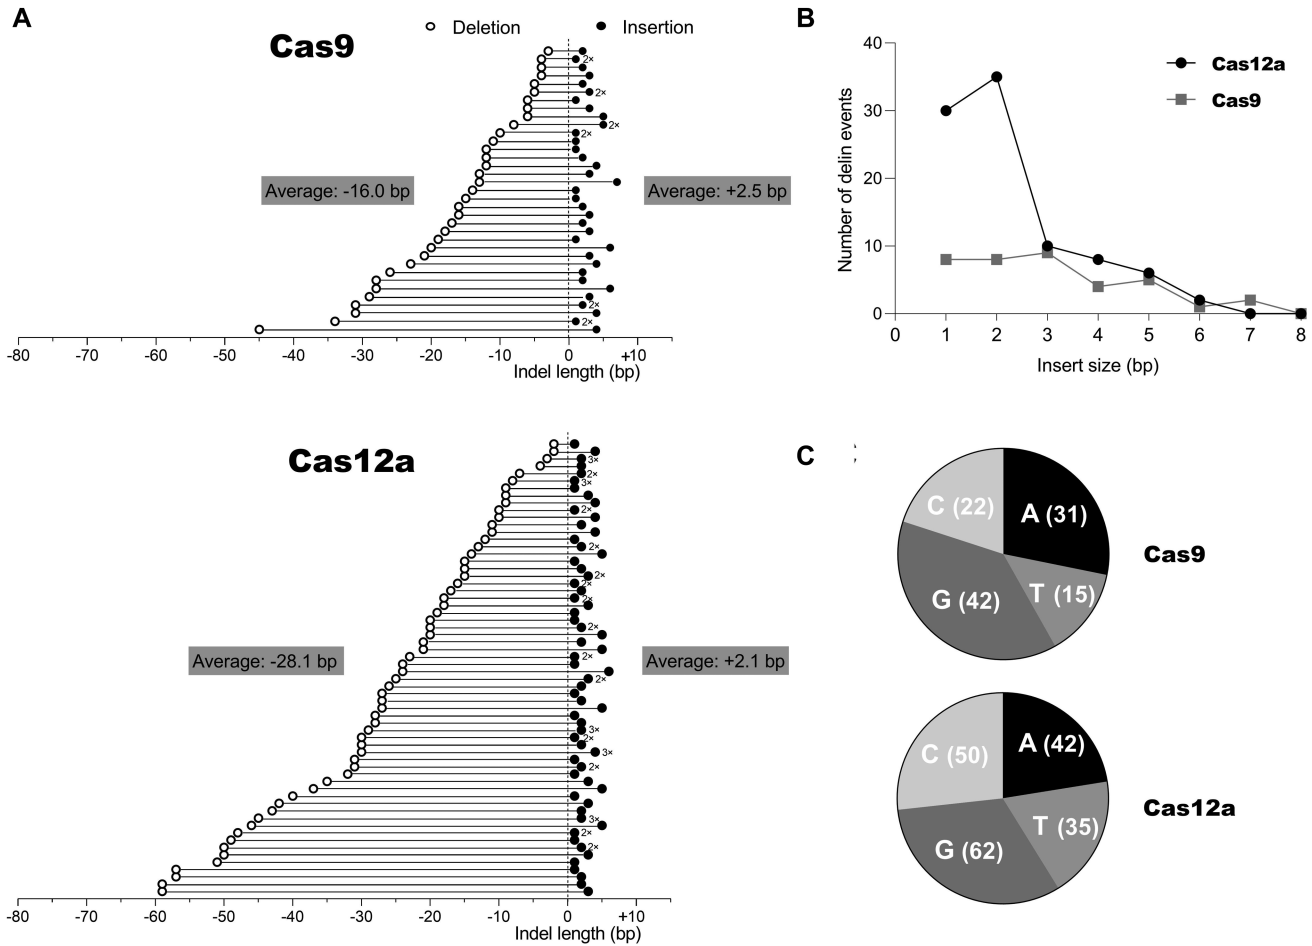 A
Deletion
Insertion
Cas9
2×
2×
2×
2×
Average: -16.0 bp
Average: +2.5 bp
2×
2×
-80 -70 -60 -50 -40 -30 -20 -10 0 +10
Indel length (bp)
Cas12a
3×
2×
3×
2×
2×
2×
2×
2×
2×
2×
Average: -28.1 bp
Average: +2.1 bp
2×
3×
2×
3×
2×
3×
2×
2×
-80 -70 -60 -50 -40 -30 -20 -10 0 +10
Indel length (bp)
B
Number of delin events
40
30
20
10
0
Cas12a
Cas9
0 1 2 3 4 5 6 7 8
Insert size (bp)
C
C (22)
A (31)
G (42)
T (15)
Cas9
C (50)
A (42)
G (62)
T (35)
Cas12a